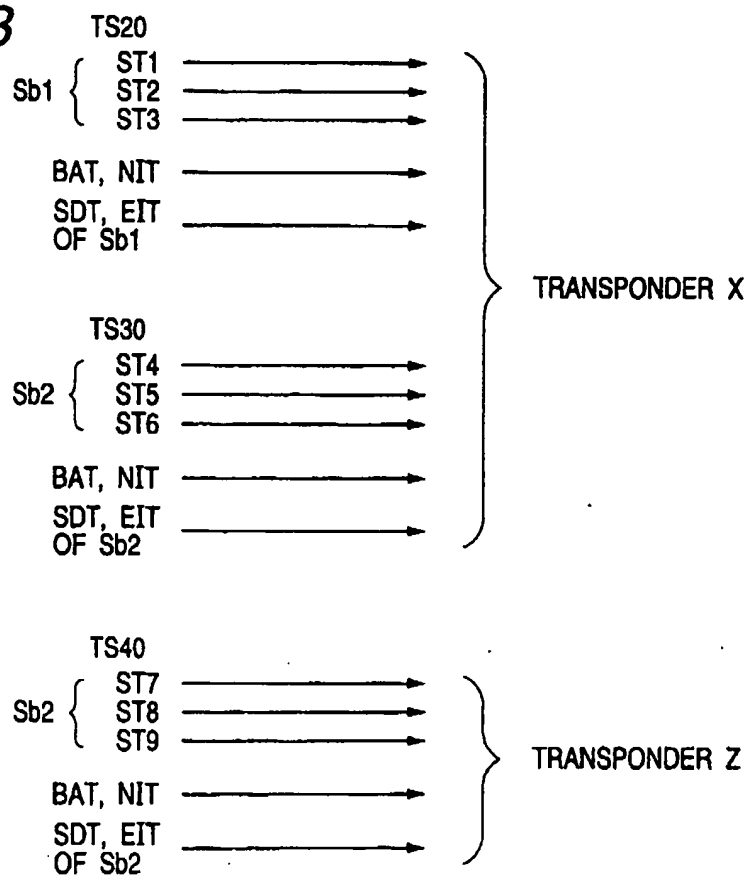 3
TS20
ST1
Sb1 { ST2
ST3
BAT, NIT
SDT, EIT
OF Sb1
TRANSPONDER X
TS30
ST4
Sb2 { ST5
ST6
BAT, NIT
SDT, EIT
OF Sb2
TS40
ST7
Sb2 { ST8
ST9
TRANSPONDER Z
BAT, NIT
SDT, EIT
OF Sb2